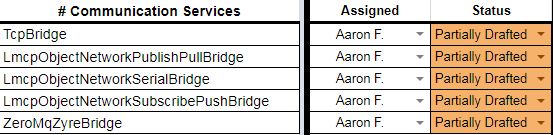 # Communication Services Assigned Status
TcpBridge Aaron F. Partially Drafted
LmcpObjectNetworkPublishPullBridge Aaron F. Partially Drafted
LmcpObjectNetworkSerialBridge Aaron F. Partially Drafted
LmcpObjectNetworkSubscribePushBridge Aaron F. Partially Drafted
ZeroMqZyreBridge Aaron F. Partially Drafted